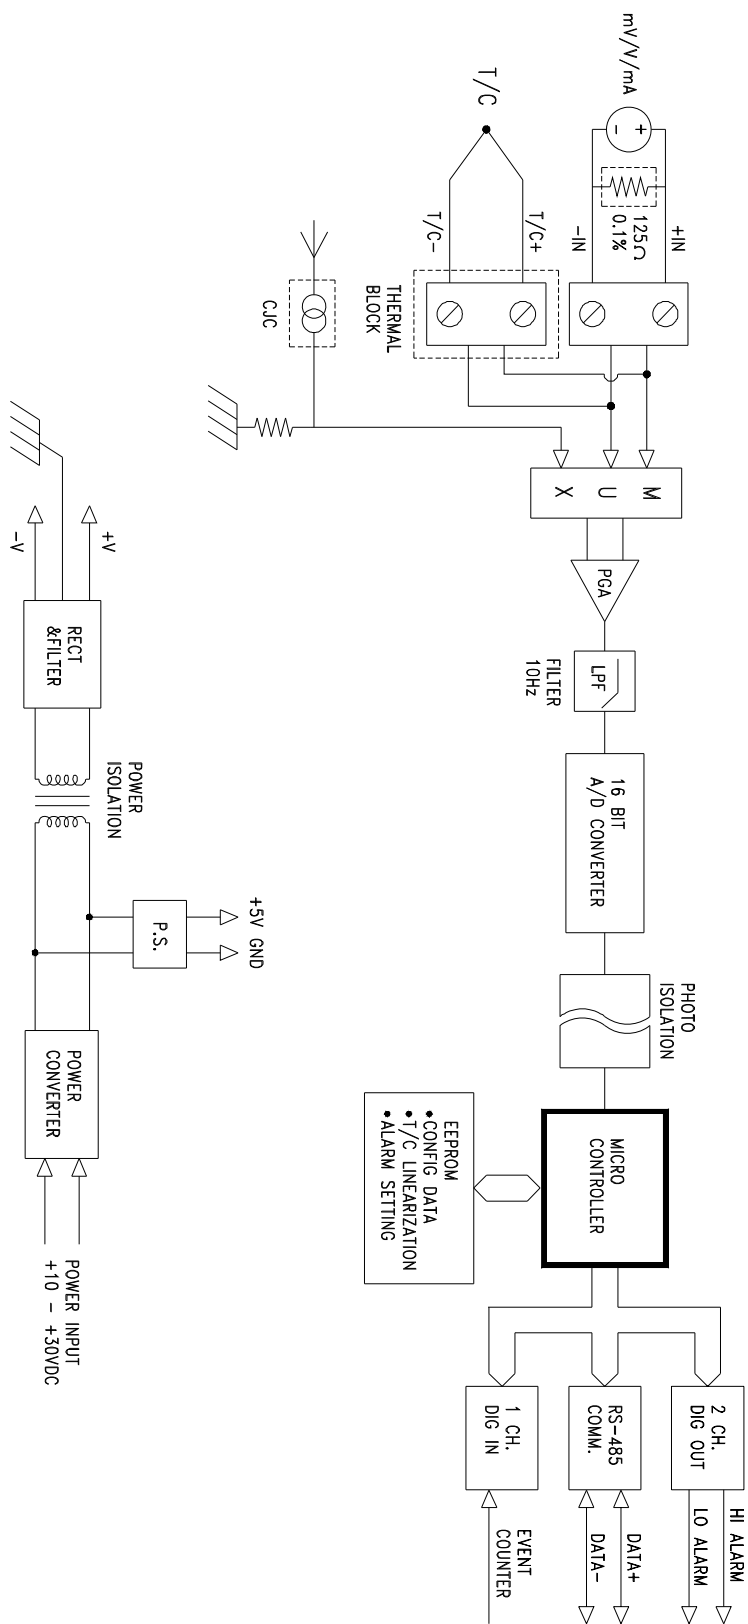 mV/V/mA
+
-
125Ω
0.1%
+IN
-IN
T/C
T/C+
T/C-
THERMAL
BLOCK
CJC
M
U
X
PGA
LPF
FILTER
10Hz
16 BIT
A/D CONVERTER
PHOTO
ISOLATION
MICRO
CONTROLLER
EEPROM
• CONFIG DATA
• T/C LINEARIZATION
• ALARM SETTING
2 CH.
DIG OUT
HI ALARM
LO ALARM
RS-485
COMM.
DATA+
DATA-
1 CH.
DIG IN
EVENT
COUNTER
+V
-V
RECT
&FILTER
POWER
ISOLATION
+5V GND
P.S.
POWER
CONVERTER
POWER INPUT
+10 - +30VDC